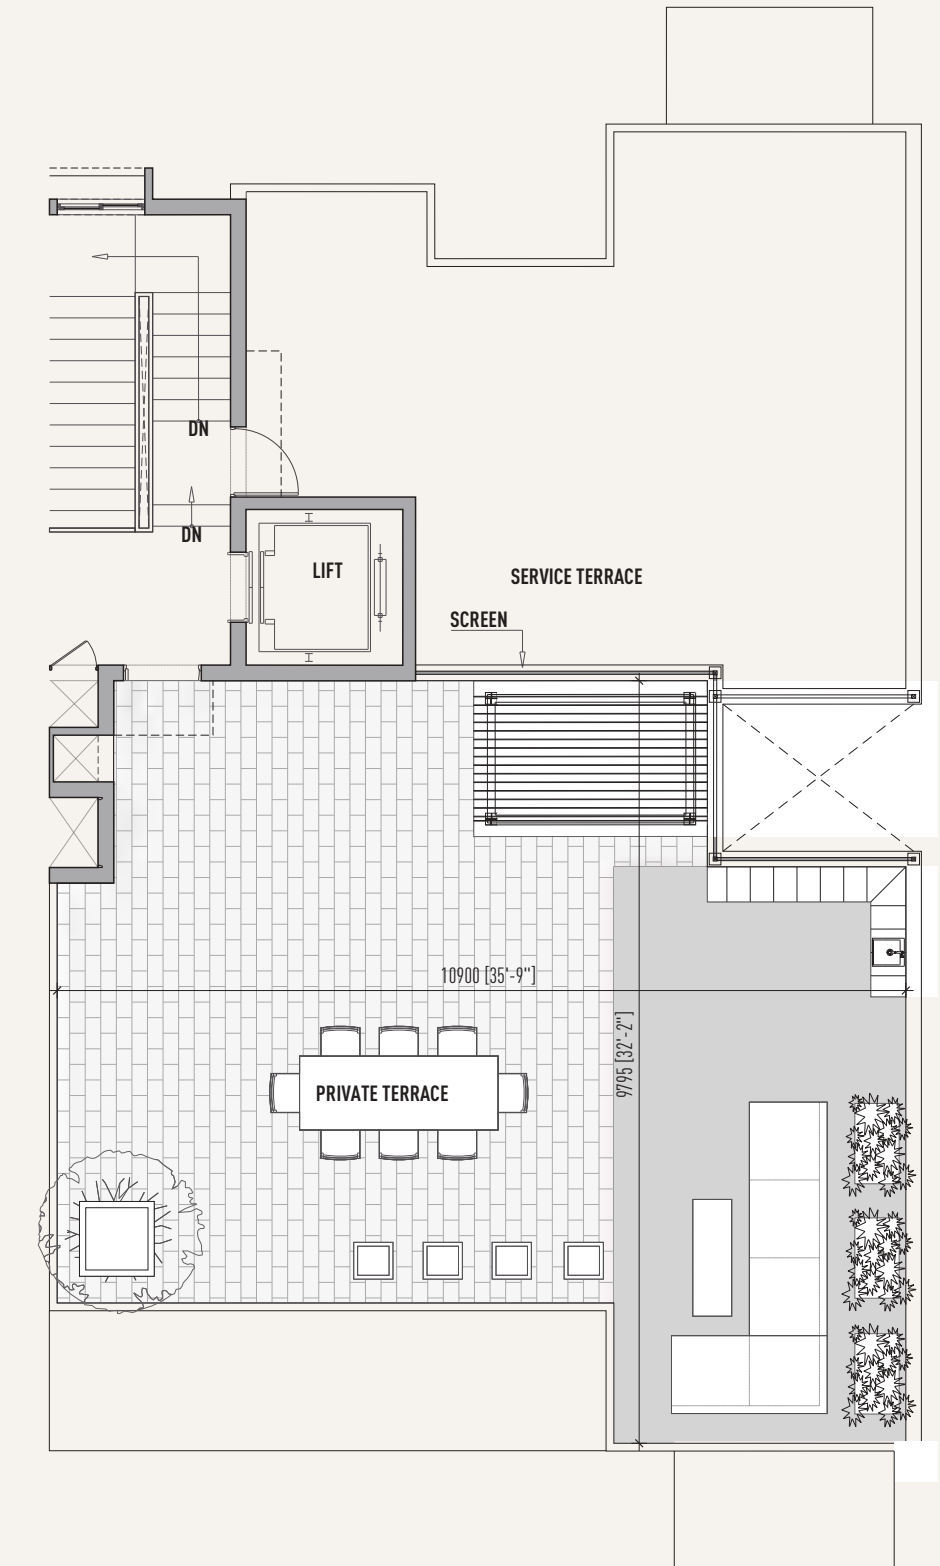 DN
DN
LIFT
SERVICE TERRACE
SCREEN
10900 [35'-9"]
9795 [32'-2"]
PRIVATE TERRACE